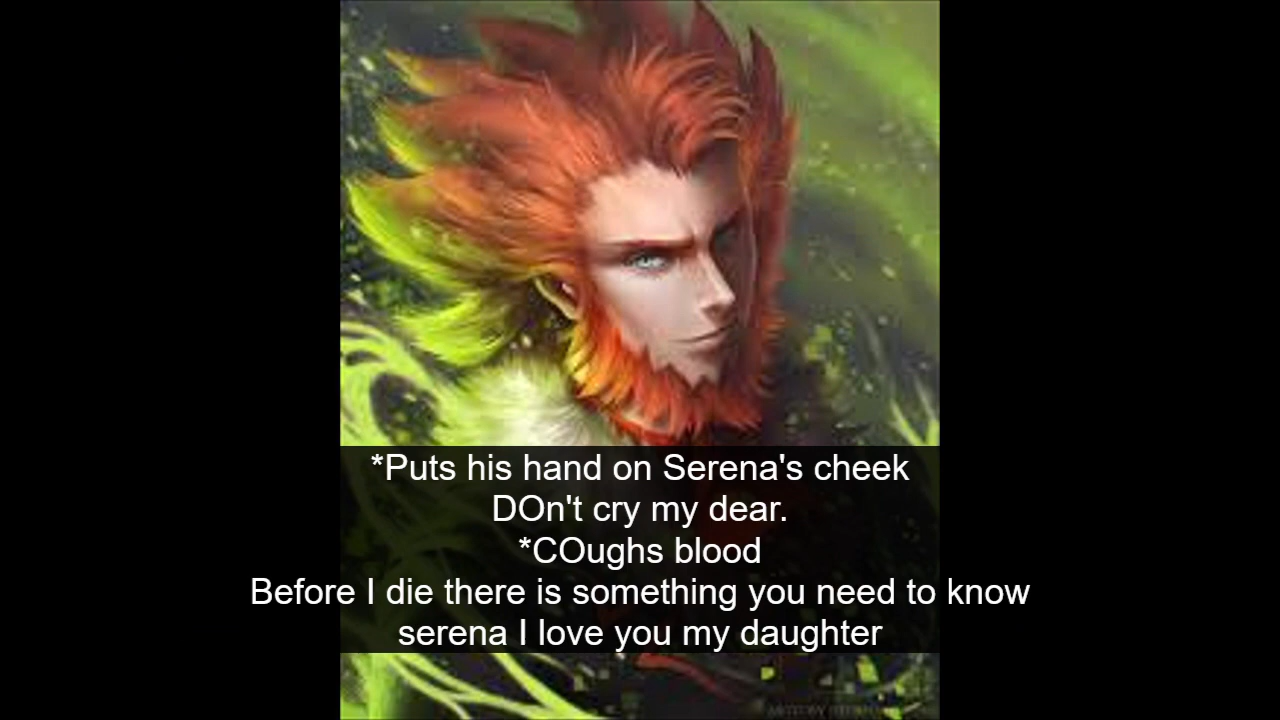 *Puts his hand on Serena's cheek
DOn't cry my dear.
*COughs blood
Before I die there is something you need to know
serena I love you my daughter